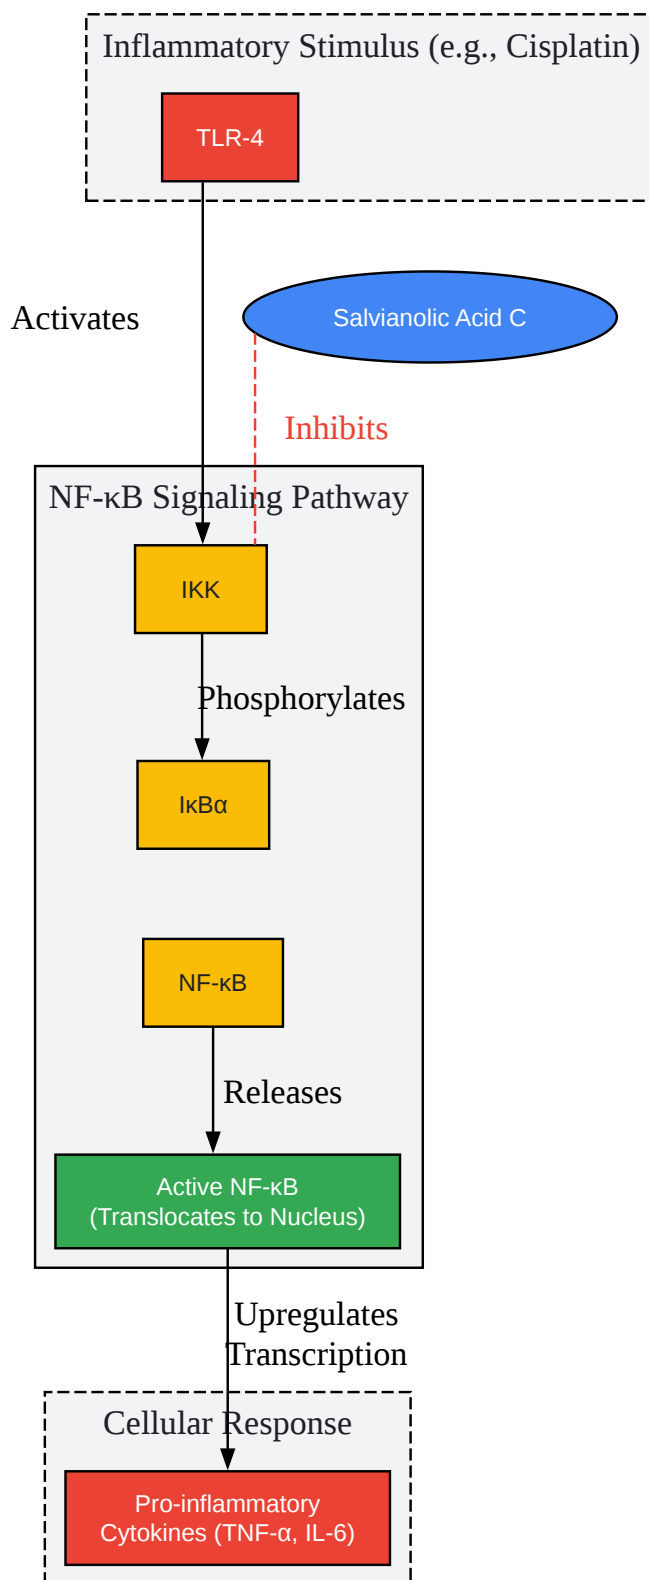 Inflammatory Stimulus (e.g., Cisplatin)
TLR-4
Activates
Salvianolic Acid C
Inhibits
NF-κB Signaling Pathway
IKK
Phosphorylates
IκBα
NF-κB
Releases
Active NF-κB
(Translocates to Nucleus)
Upregulates
Transcription
Cellular Response
Pro-inflammatory
Cytokines (TNF-α, IL-6)